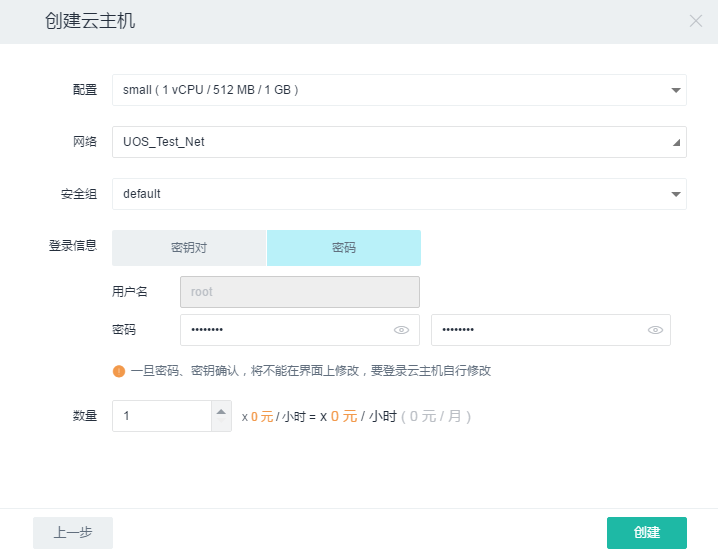 创建云主机
配置 small ( 1 vCPU / 512 MB / 1 GB )
网络 UOS_Test_Net
安全组 default
登录信息 密钥对 密码
用户名 root
密码 •••••••• ••••••••
一旦密码、密钥确认，将不能在界面上修改，要登录云主机自行修改
数量 1 x 0 元 / 小时 = x 0 元 / 小时 ( 0 元 / 月 )
上一步 创建